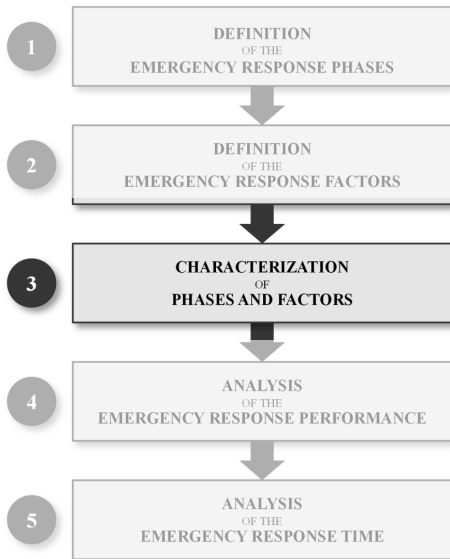 1
DEFINITION
OF THE
EMERGENCY RESPONSE PHASES
2
DEFINITION
OF THE
EMERGENCY RESPONSE FACTORS
3
CHARACTERIZATION
OF
PHASES AND FACTORS
4
ANALYSIS
OF THE
EMERGENCY RESPONSE PERFORMANCE
5
ANALYSIS
OF THE
EMERGENCY RESPONSE TIME